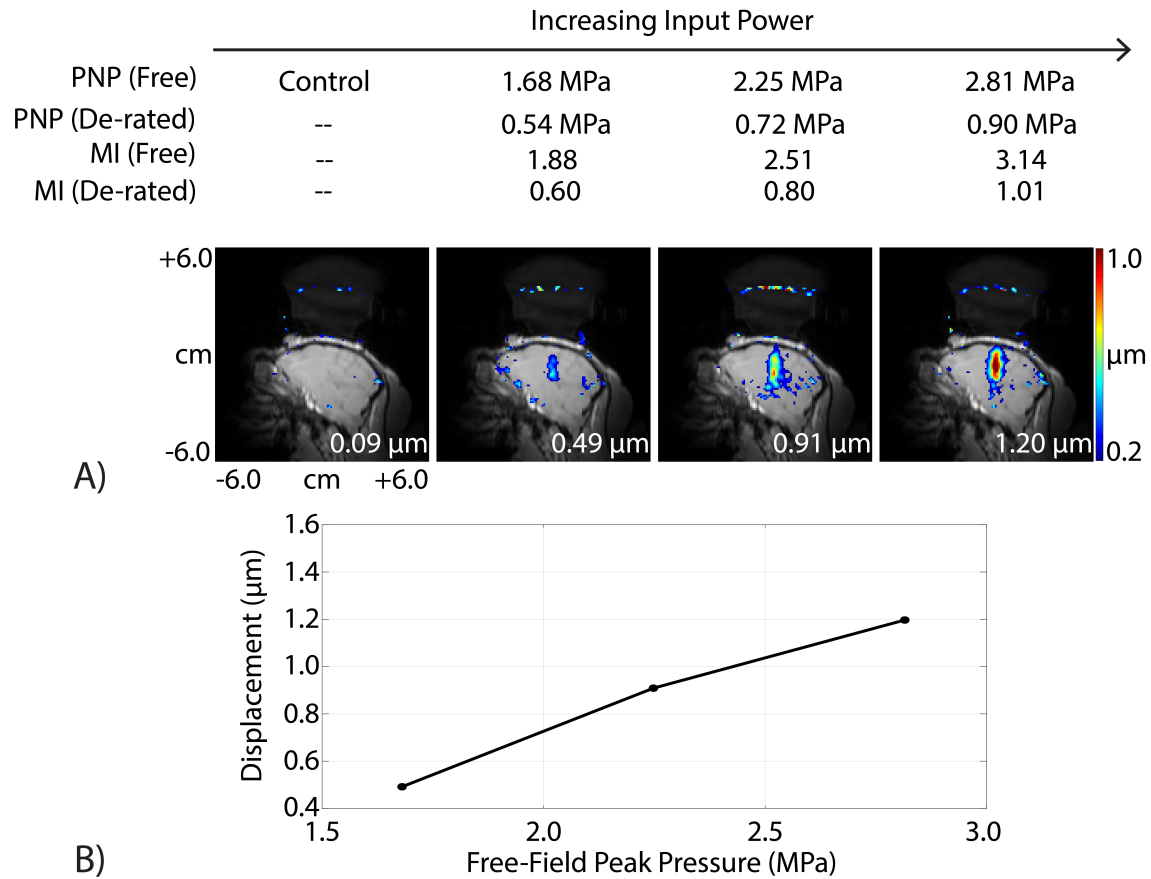 Increasing Input Power
PNP (Free) Control 1.68 MPa 2.25 MPa 2.81 MPa
PNP (De-rated) -- 0.54 MPa 0.72 MPa 0.90 MPa
MI (Free) -- 1.88 2.51 3.14
MI (De-rated) -- 0.60 0.80 1.01
+6.0 1.0
cm µm
-6.0 0.09 µm 0.49 µm 0.91 µm 1.20 µm 0.2
A) -6.0 cm +6.0
1.6
1.4
1.2
1.0
0.8
0.6
0.4
Displacement (µm)
1.5 2.0 2.5 3.0
B) Free-Field Peak Pressure (MPa)